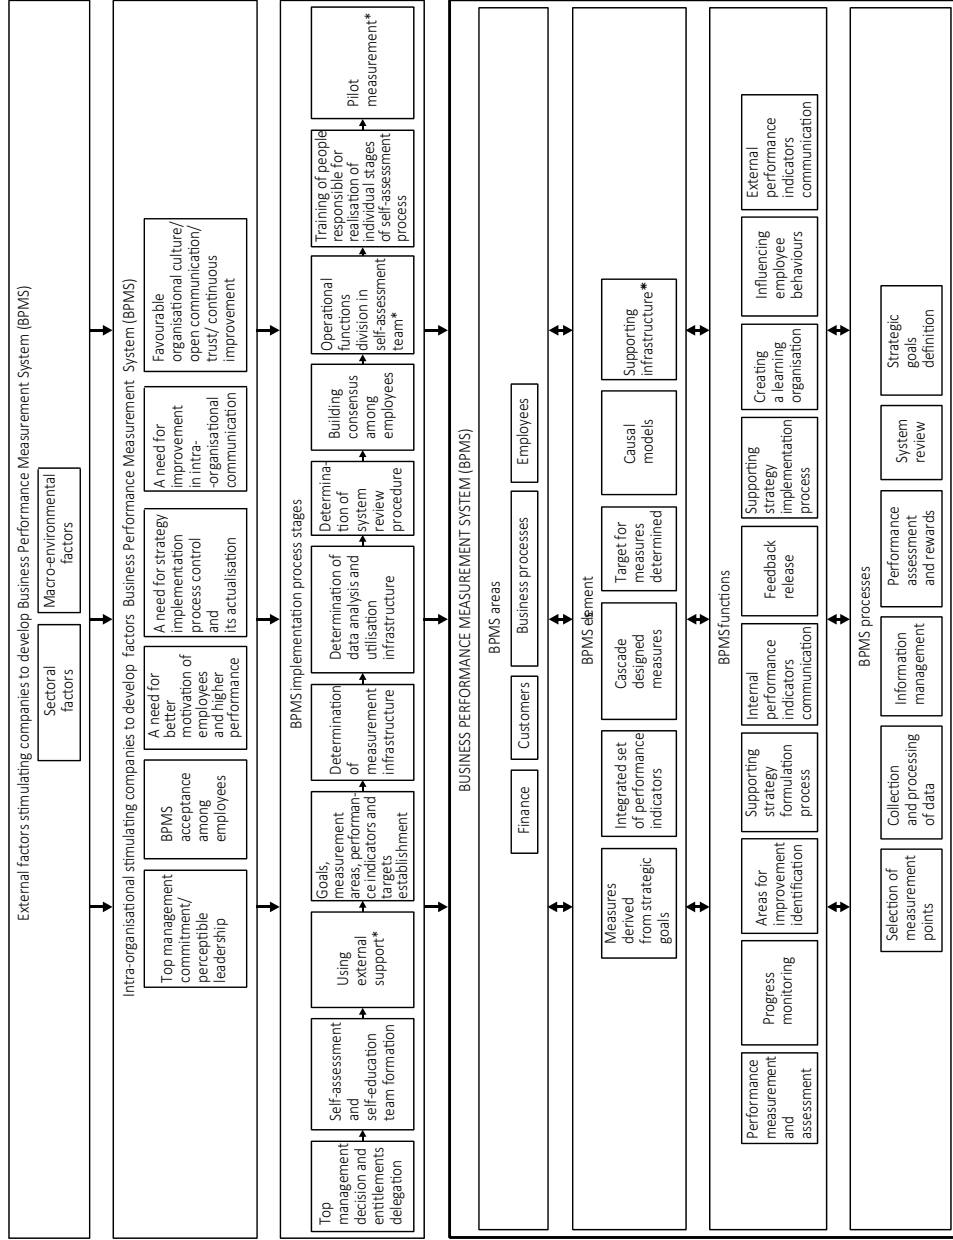 External factors stimulating companies to develop Business Performance Measurement System (BPMS)
Sectoral
factors
Macro-environmental
factors
Intra-organisational stimulating companies to develop factors Business Performance Measurement System (BPMS)
Top management
commitment/
perceptible
leadership
BPMS
acceptance
among
employees
A need for
better
motivation of
employees
and higher
performance
A need for strategy
implementation
process control
and
its actualisation
A need for
improvement
in intra-
-organisational
communication
Favourable
organisational culture/
open communication/
trust/ continuous
improvement
BPMS implementation process stages
Top
management
decision and
entitlements
delegation
Self-assessment
and
self-education
team formation
Using
external
support*
Goals,
measurement
areas, performan-
ce indicators and
targets
establishment
Determination
of
measurement
infrastructure
Determination of
data analysis and
utilisation
infrastructure
Determina-
tion of
system
review
procedure
Building
consensus
among
employees
Operational
functions
division in
self-assessment
team*
Training of people
responsible for
realisation of
individual stages
of self-assessment
process
Pilot
measurement*
BUSINESS PERFORMANCE MEASUREMENT SYSTEM (BPMS)
BPMS areas
Finance
Customers
Business processes
Employees
BPMS element
Measures
derived
from strategic
goals
Integrated set
of performance
indicators
Cascade
designed
measures
Target for
measures
determined
Causal
models
Supporting
infrastructure*
BPMSfunctions
Performance
measurement
and
assessment
Progress
monitoring
Areas for
improvement
identification
Supporting
strategy
formulation
process
Internal
performance
indicators
communication
Feedback
release
Supporting
strategy
implementation
process
Creating
a learning
organisation
Influencing
employee
behaviours
External
performance
indicators
communication
BPMS processes
Selection of
measurement
points
Collection
and processing
of data
Information
management
Performance
assessment
and rewards
System
review
Strategic
goals
definition